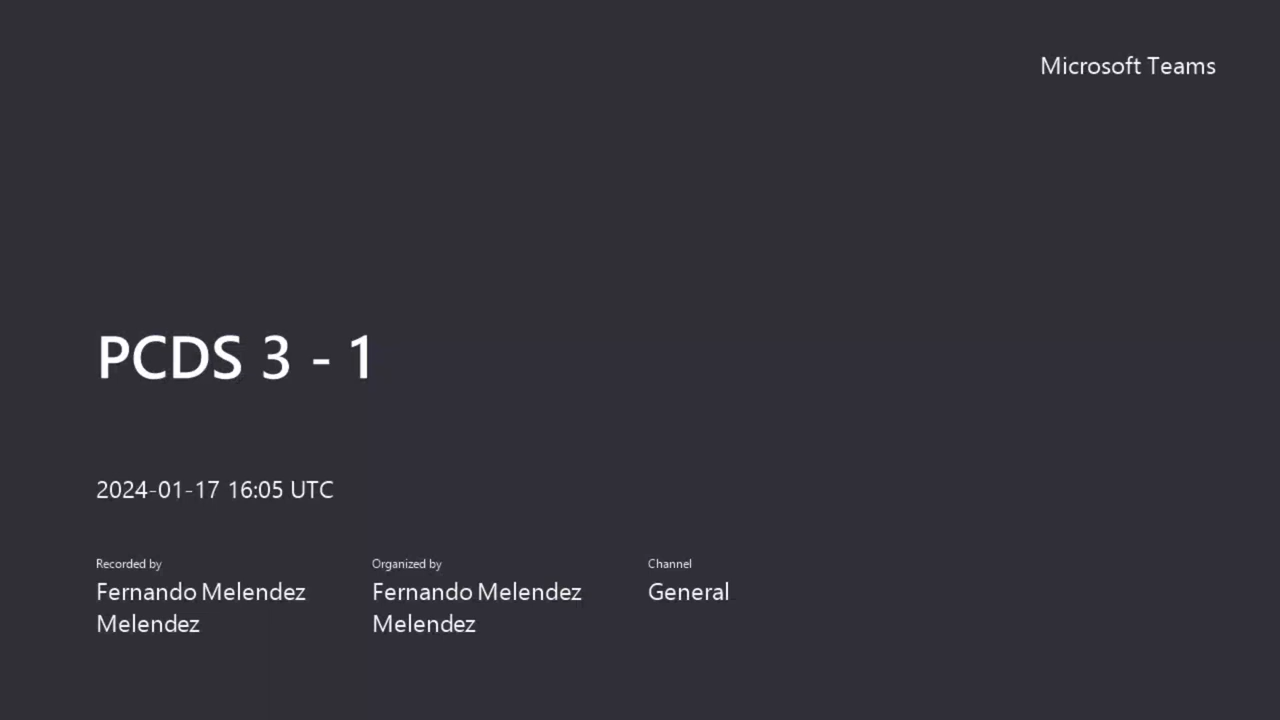 Microsoft Teams
PCDS 3 - 1
2024-01-17 16:05 UTC
Recorded by
Fernando Melendez
Melendez
Organized by
Fernando Melendez
Melendez
Channel
General